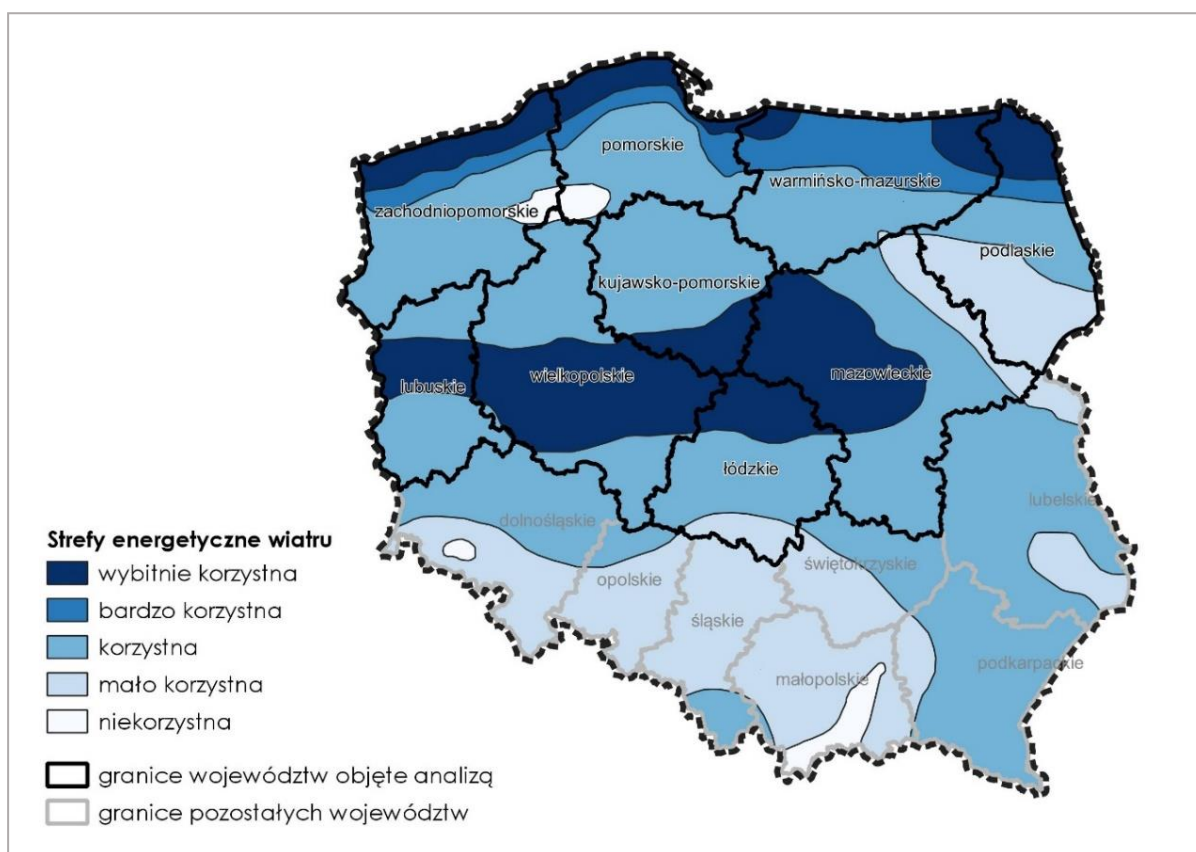 pomorskie
warmińsko-mazurskie
zachodniopomorskie
podlaskie
kujawsko-pomorskie
lubuskie
wielkopolskie
mazowieckie
łódzkie
lubelskie
dolnośląskie
świętokrzyskie
opolskie
śląskie
podkarpackie
małopolskie
Strefy energetyczne wiatru
wybitnie korzystna
bardzo korzystna
korzystna
mało korzystna
niekorzystna
granice województw objęte analizą
granice pozostałych województw